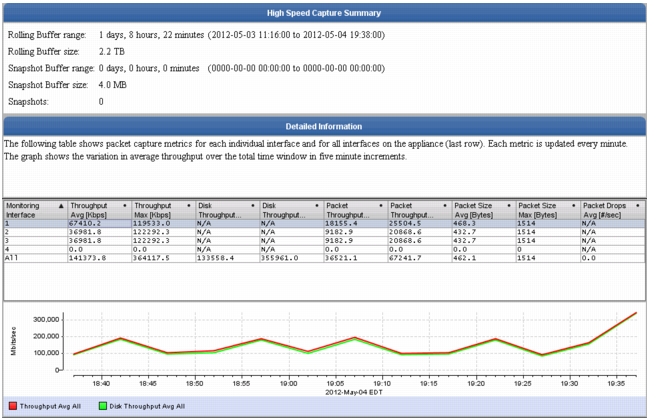 High Speed Capture Summary
Rolling Buffer range: 1 days, 8 hours, 22 minutes (2012-05-03 11:16:00 to 2012-05-04 19:38:00)
Rolling Buffer size: 2.2 TB
Snapshot Buffer range: 0 days, 0 hours, 0 minutes (0000-00-00 00:00:00 to 0000-00-00 00:00:00)
Snapshot Buffer size: 4.0 MB
Snapshots: 0
Detailed Information
The following table shows packet capture metrics for each individual interface and for all interfaces on the appliance (last row). Each metric is updated every minute.
The graph shows the variation in average throughput over the total time window in five minute increments.
Monitoring Throughput Throughput Disk Disk Packet Packet Packet Size Packet Size Packet Drops
Interface Avg [Kbps] Max [Kbps] Throughput... Throughput... Throughput... Throughput... Avg [Bytes] Max [Bytes] Avg [#/sec]
1 67410.2 119533.0 N/A N/A 18155.4 25504.5 468.3 1514 N/A
2 36981.8 122292.3 N/A N/A 9182.9 20868.6 432.7 1514 N/A
3 36981.8 122292.3 N/A N/A 9182.9 20868.6 432.7 1514 N/A
4 0.0 0.0 N/A N/A 0.0 0.0 0.0 0 N/A
All 141373.8 364117.5 133558.4 355961.0 36521.1 67241.7 462.1 1514 0.0
Mbits/sec
300,000
200,000
100,000
0
18:40 18:45 18:50 18:55 19:00 19:05 19:10 19:15 19:20 19:25 19:30 19:35
2012-May-04 EDT
Throughput Avg All Disk Throughput Avg All